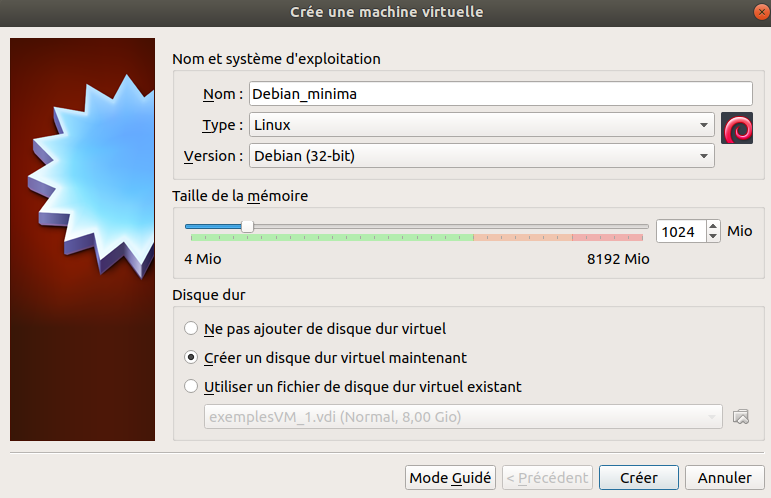 Crée une machine virtuelle
Nom et système d'exploitation
Nom : Debian_minima
Type : Linux
Version : Debian (32-bit)
Taille de la mémoire
1024 Mio
4 Mio 8192 Mio
Disque dur
Ne pas ajouter de disque dur virtuel
Créer un disque dur virtuel maintenant
Utiliser un fichier de disque dur virtuel existant
exemplesVM_1.vdi (Normal, 8,00 Gio)
Mode Guidé < Précédent Créer Annuler